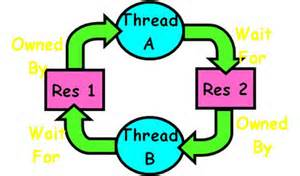 Owned
By
Thread
A
Wait
For
Res 1
Res 2
Wait
For
Thread
B
Owned
By